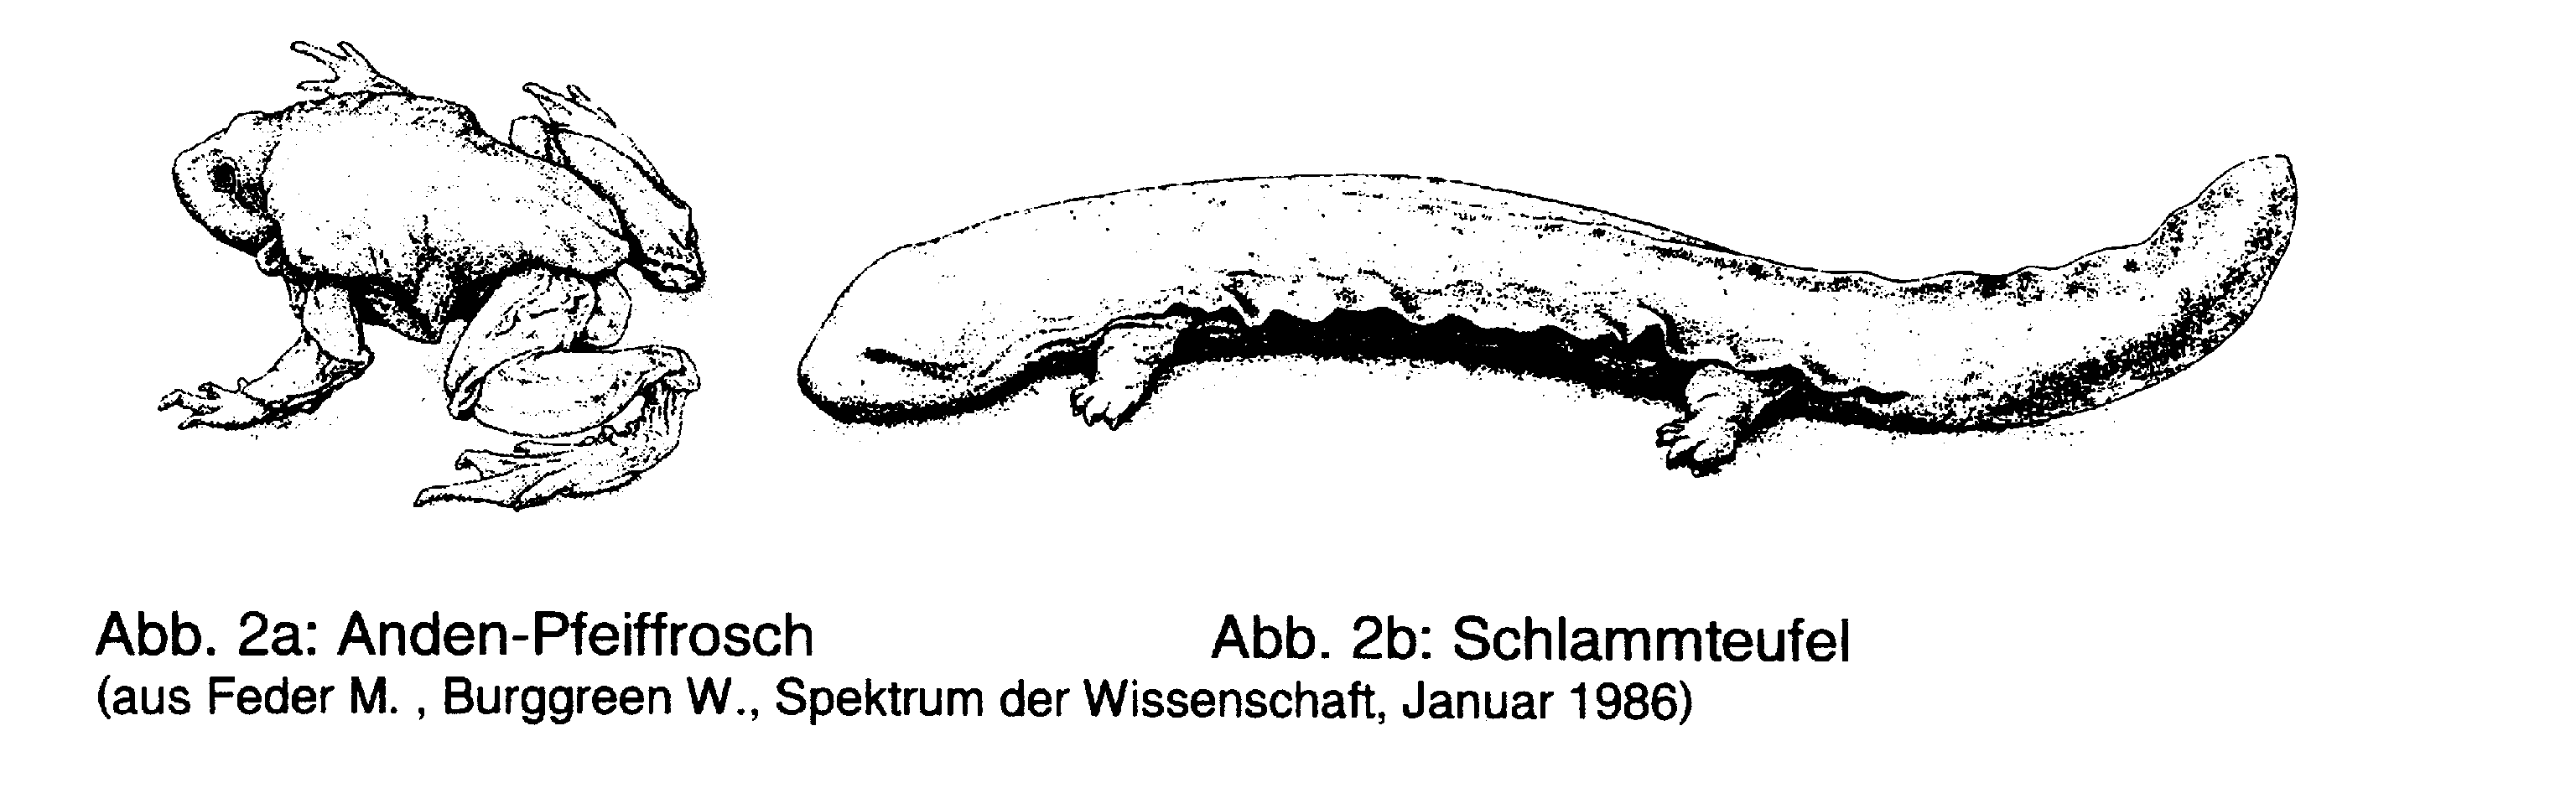 Abb. 2a: Anden-Pfeiffrosch
Abb. 2b: Schlammteufel
(aus Feder M. , Burggreen W., Spektrum der Wissenschaft, Januar 1986)